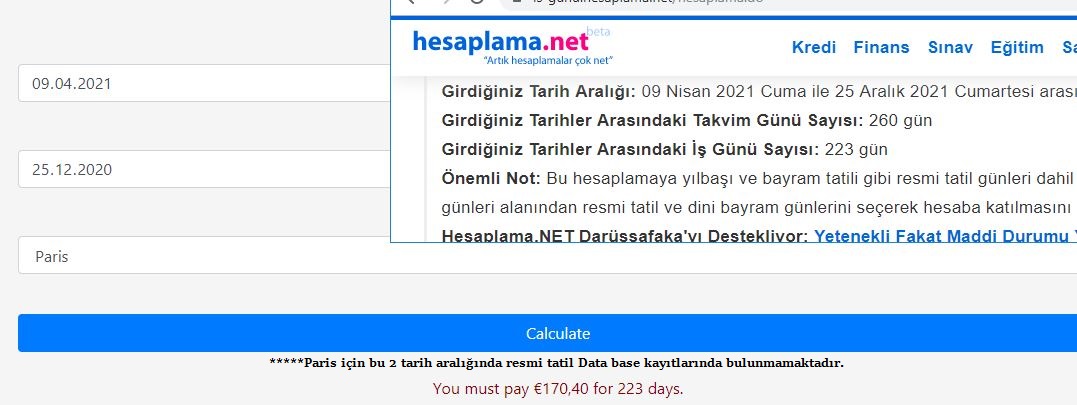 hesaplama.net beta
"Artık hesaplamalar çok net"
Kredi Finans Sınav Eğitim
09.04.2021
Girdiğiniz Tarih Aralığı: 09 Nisan 2021 Cuma ile 25 Aralık 2021 Cumartesi arası
Girdiğiniz Tarihler Arasındaki Takvim Günü Sayısı: 260 gün
Girdiğiniz Tarihler Arasındaki İş Günü Sayısı: 223 gün
25.12.2020
Önemli Not: Bu hesaplamaya yılbaşı ve bayram tatili gibi resmi tatil günleri dahil
günleri alanından resmi tatil ve dini bayram günlerini seçerek hesaba katılmasını
Hesaplama.NET Darüşşafaka'yı Destekliyor: Yetenekli Fakat Maddi Durumu
Paris
Calculate
*****Paris için bu 2 tarih aralığında resmi tatil Data base kayıtlarında bulunmamaktadır.
You must pay €170,40 for 223 days.